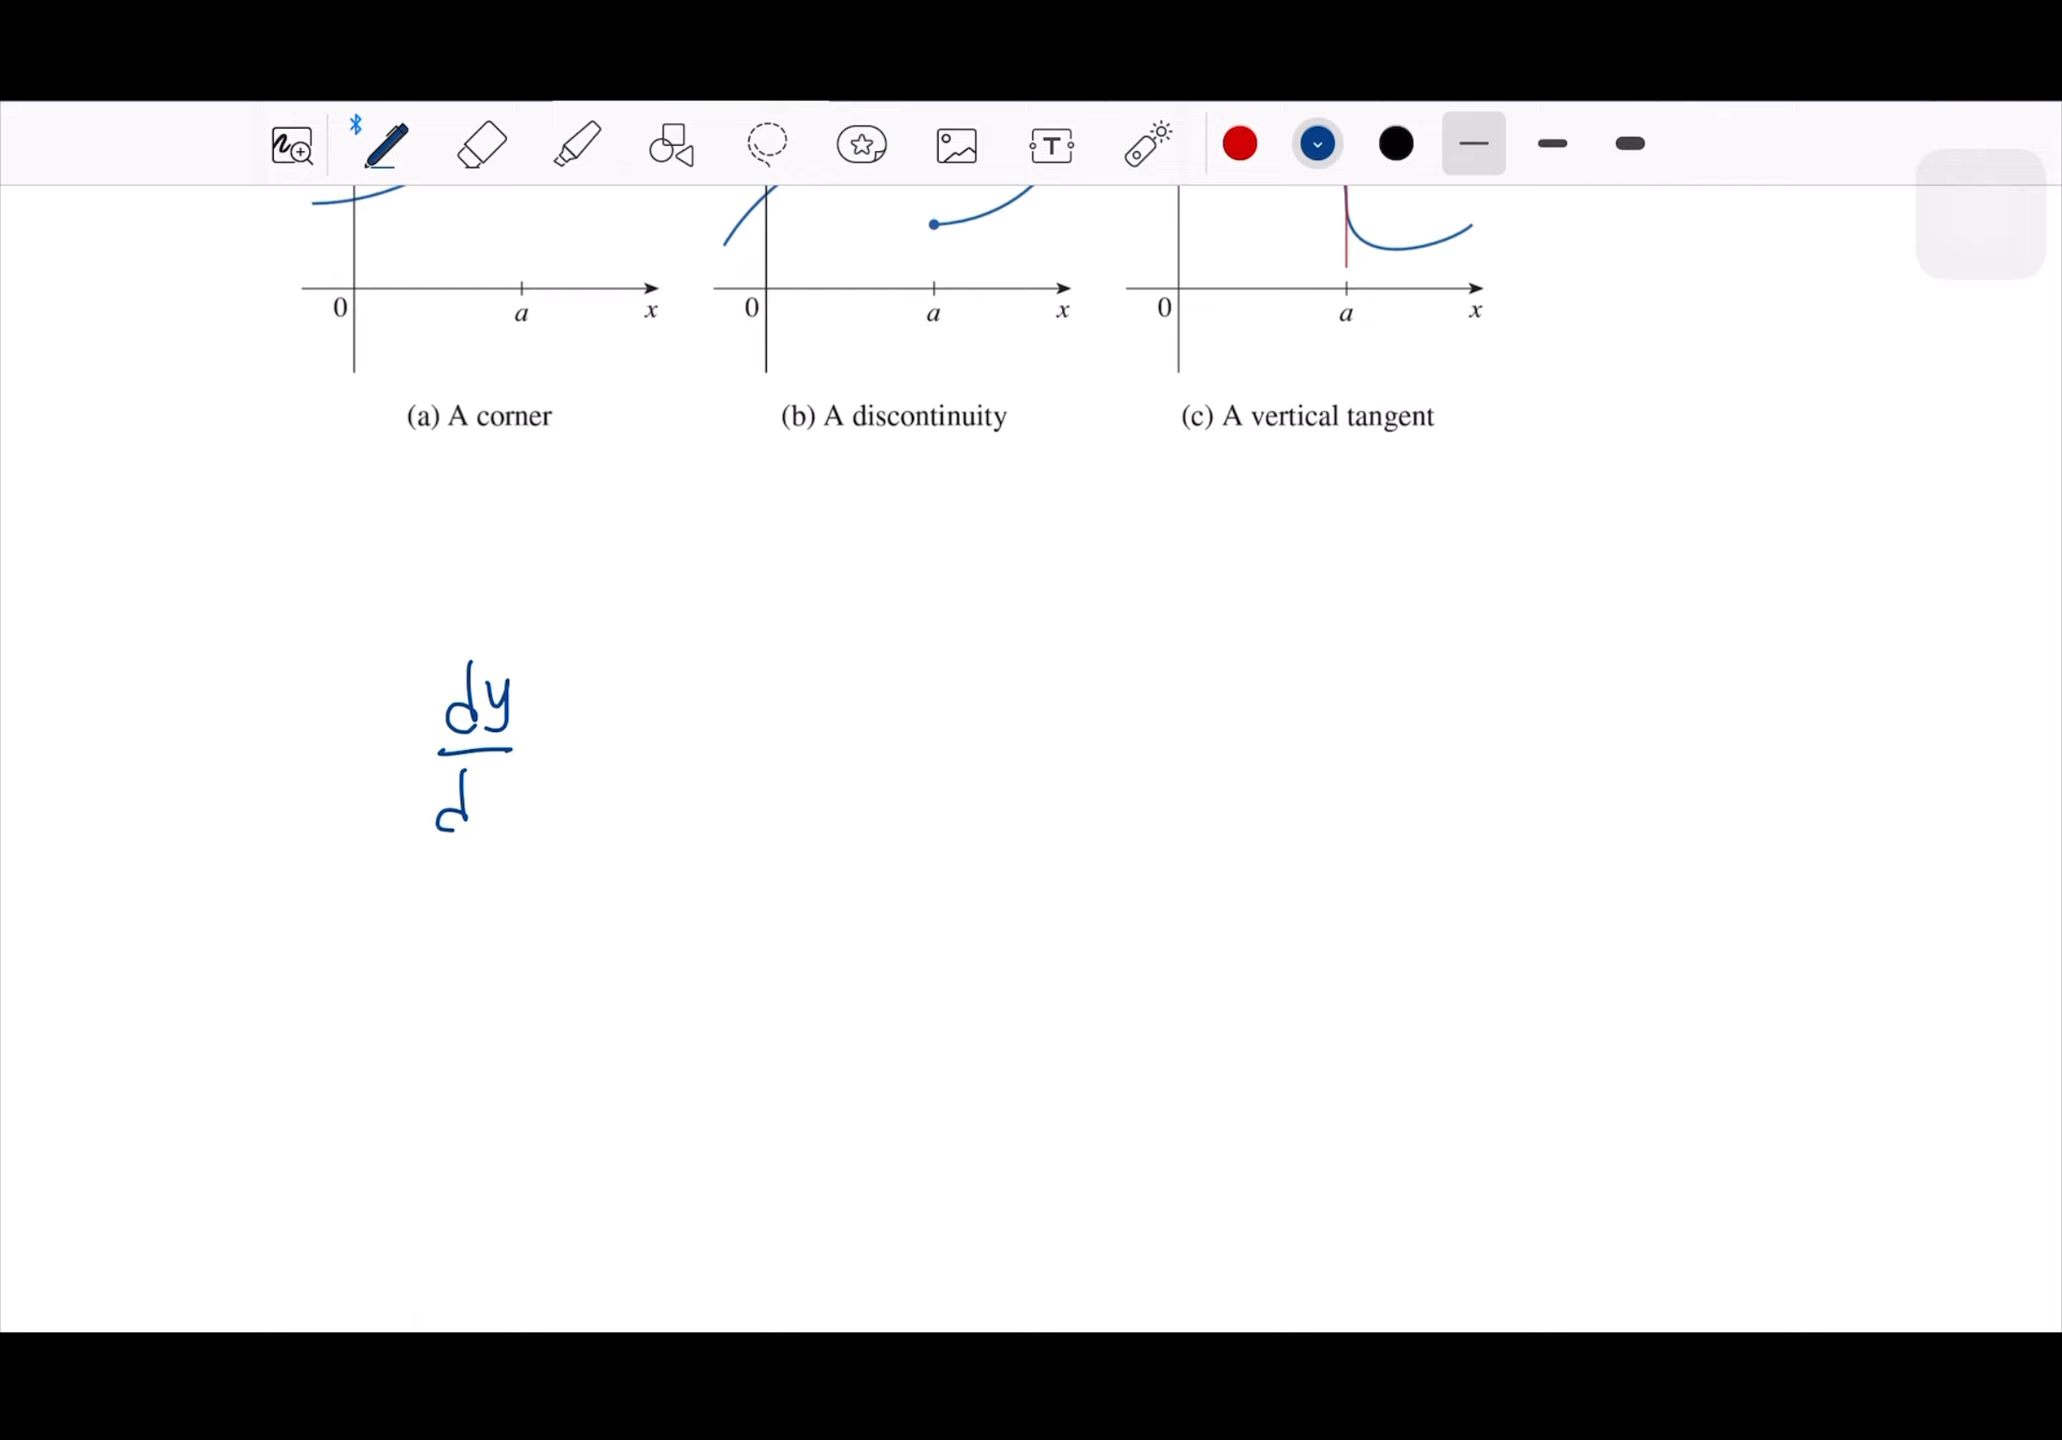 0 a x 0 a x 0 a x
(a) A corner (b) A discontinuity (c) A vertical tangent
dy
d